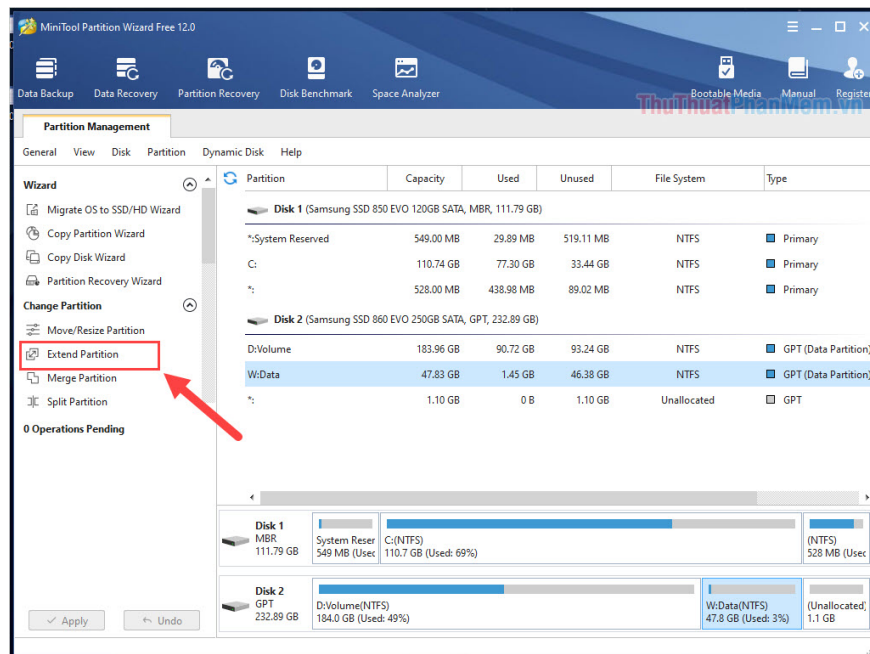 MiniTool Partition Wizard Free 12.0
Data Backup Data Recovery Partition Recovery Disk Benchmark Space Analyzer Bootable Media Manual Registe
ThuThuatPhanMem.vn
Partition Management
General View Disk Partition Dynamic Disk Help
Wizard
Migrate OS to SSD/HD Wizard
Copy Partition Wizard
Copy Disk Wizard
Partition Recovery Wizard
Change Partition
Move/Resize Partition
Extend Partition
Merge Partition
Split Partition
0 Operations Pending
Apply Undo
Partition Capacity Used Unused File System Type
Disk 1 (Samsung SSD 850 EVO 120GB SATA, MBR, 111.79 GB)
*:System Reserved 549.00 MB 29.89 MB 519.11 MB NTFS Primary
C: 110.74 GB 77.30 GB 33.44 GB NTFS Primary
*: 528.00 MB 438.98 MB 89.02 MB NTFS Primary
Disk 2 (Samsung SSD 860 EVO 250GB SATA, GPT, 232.89 GB)
D:Volume 183.96 GB 90.72 GB 93.24 GB NTFS GPT (Data Partition)
W:Data 47.83 GB 1.45 GB 46.38 GB NTFS GPT (Data Partition)
*: 1.10 GB 0 B 1.10 GB Unallocated GPT
Disk 1
MBR
111.79 GB
System Reser
549 MB (Usec
C:(NTFS)
110.7 GB (Used: 69%)
(NTFS)
528 MB (Usec
Disk 2
GPT
232.89 GB
D:Volume(NTFS)
184.0 GB (Used: 49%)
W:Data(NTFS)
47.8 GB (Used: 3%)
(Unallocated)
1.1 GB